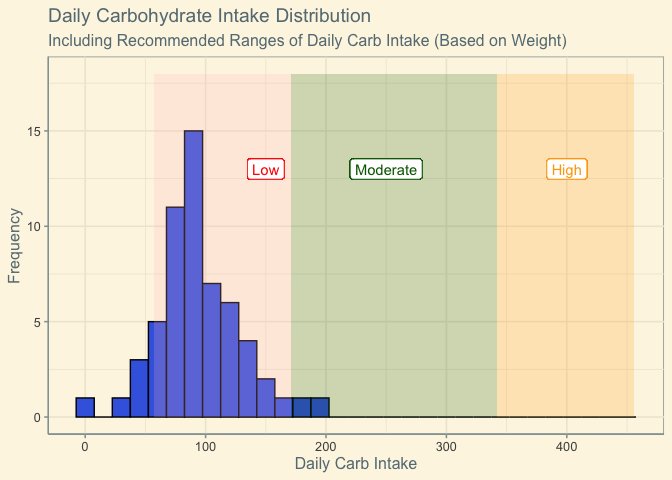 Daily Carbohydrate Intake Distribution
Including Recommended Ranges of Daily Carb Intake (Based on Weight)
15
10
5
0
Frequency
Low
Moderate
High
0 100 200 300 400
Daily Carb Intake